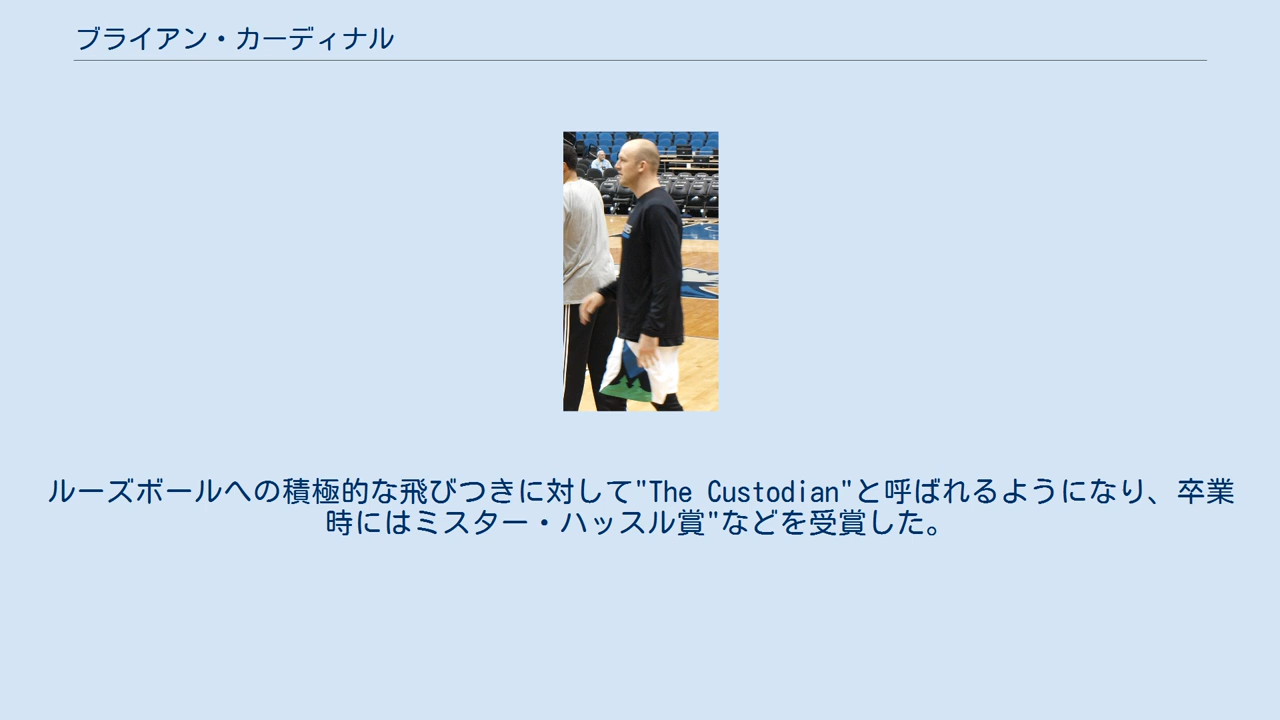 ブライアン・カーディナル
ルーズボールへの積極的な飛びつきに対して"The Custodian"と呼ばれるようになり、卒業
時にはミスター・ハッスル賞"などを受賞した。